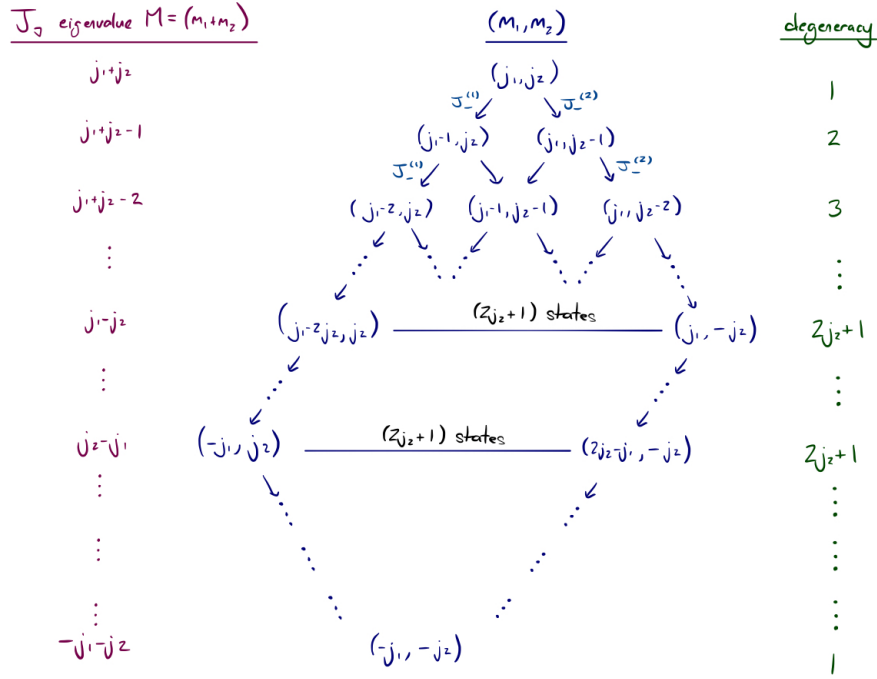 J_z eigenvalue M = (m₁+m₂) (m₁,m₂) degeneracy
j₁+j₂ (j₁,j₂) 1
J₋⁽¹⁾ J₋⁽²⁾
j₁+j₂-1 (j₁-1,j₂) (j₁,j₂-1) 2
J₋⁽¹⁾ J₋⁽²⁾
j₁+j₂-2 (j₁-2,j₂) (j₁-1,j₂-1) (j₁,j₂-2) 3
j₁-j₂ (j₁-2j₂,j₂) (2j₂+1) states (j₁,-j₂) 2j₂+1
j₂-j₁ (-j₁,j₂) (2j₂+1) states (2j₂-j₁,-j₂) 2j₂+1
-j₁-j₂ (-j₁,-j₂) 1